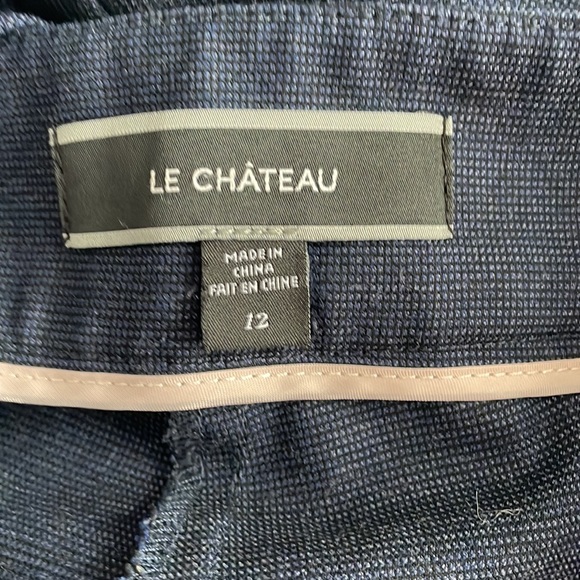 LE CHÂTEAU
MADE IN
CHINA
FAIT EN CHINE
12